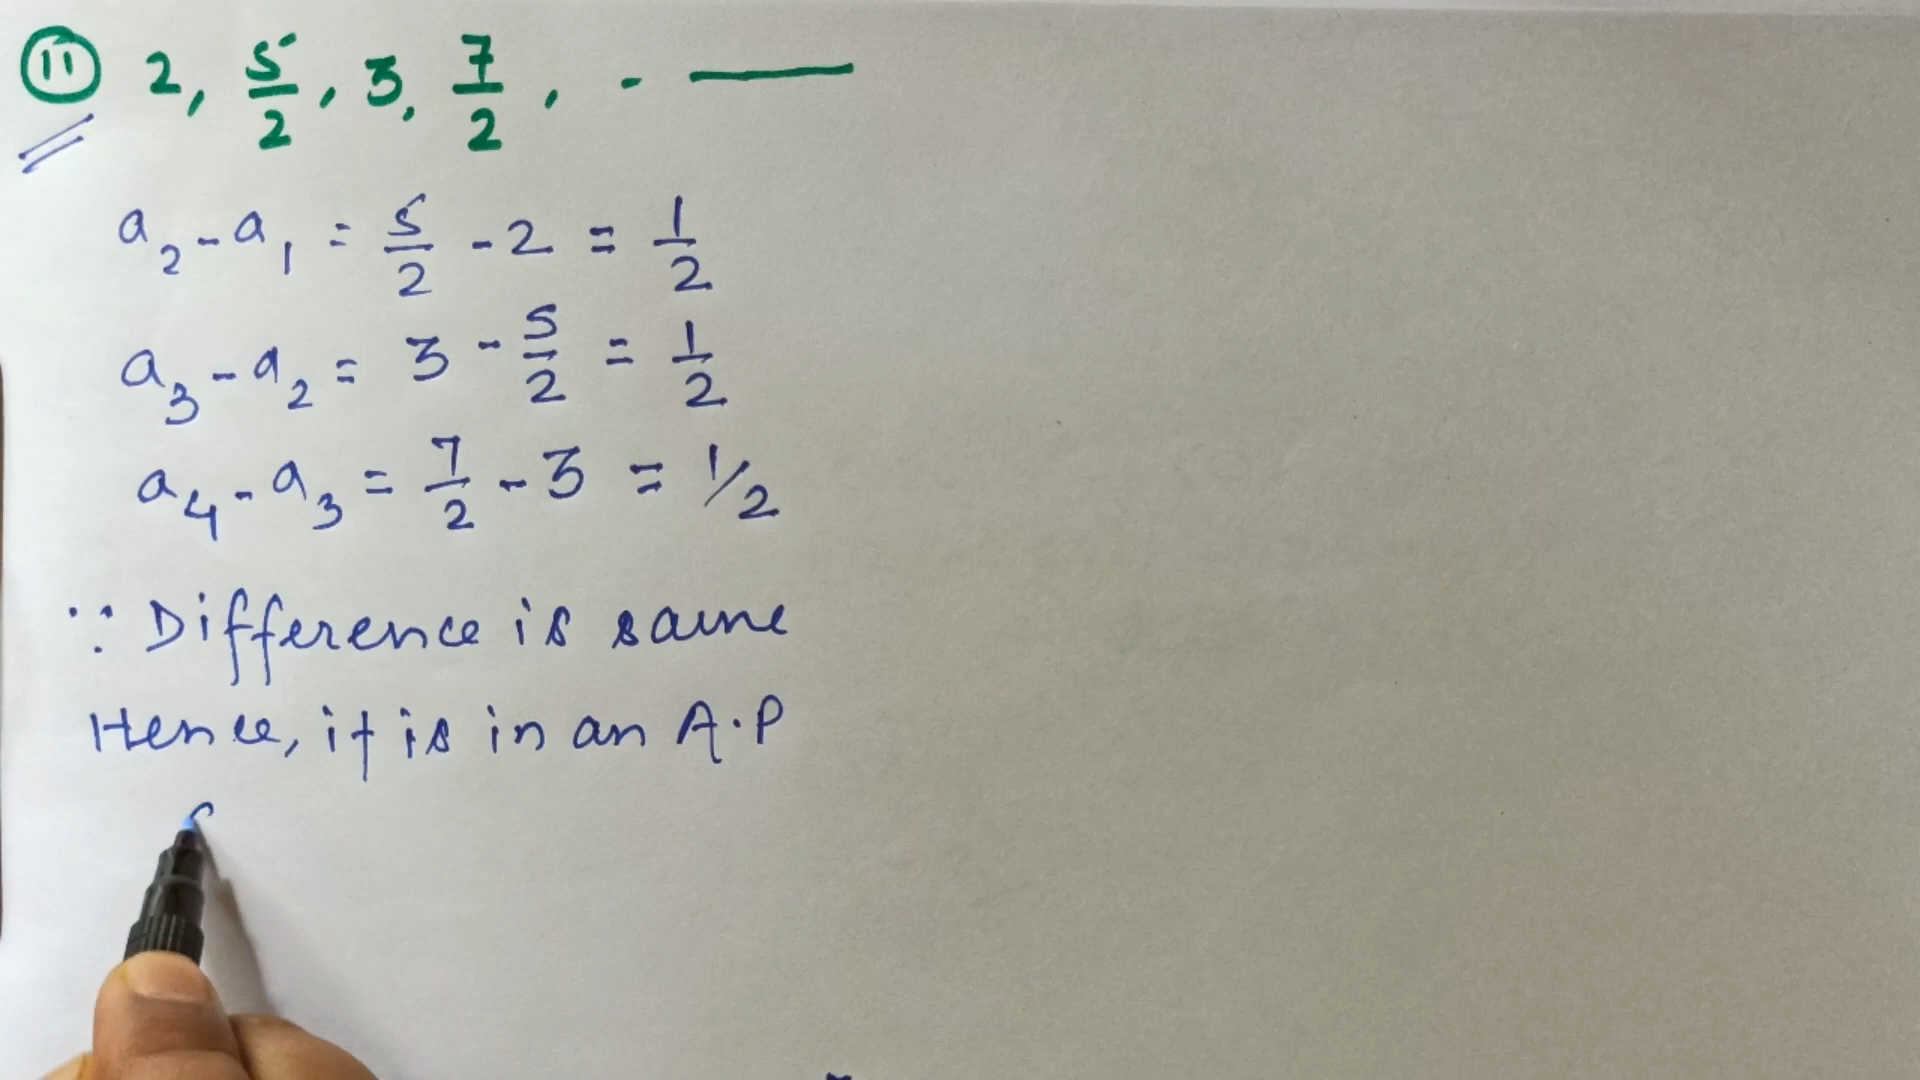 (ii) 2, 5/2, 3, 7/2, . ―
a₂ - a₁ = 5/2 - 2 = 1/2
a₃ - a₂ = 3 - 5/2 = 1/2
a₄ - a₃ = 7/2 - 3 = 1/2
∵ Difference is same
Hence, it is in an A.P